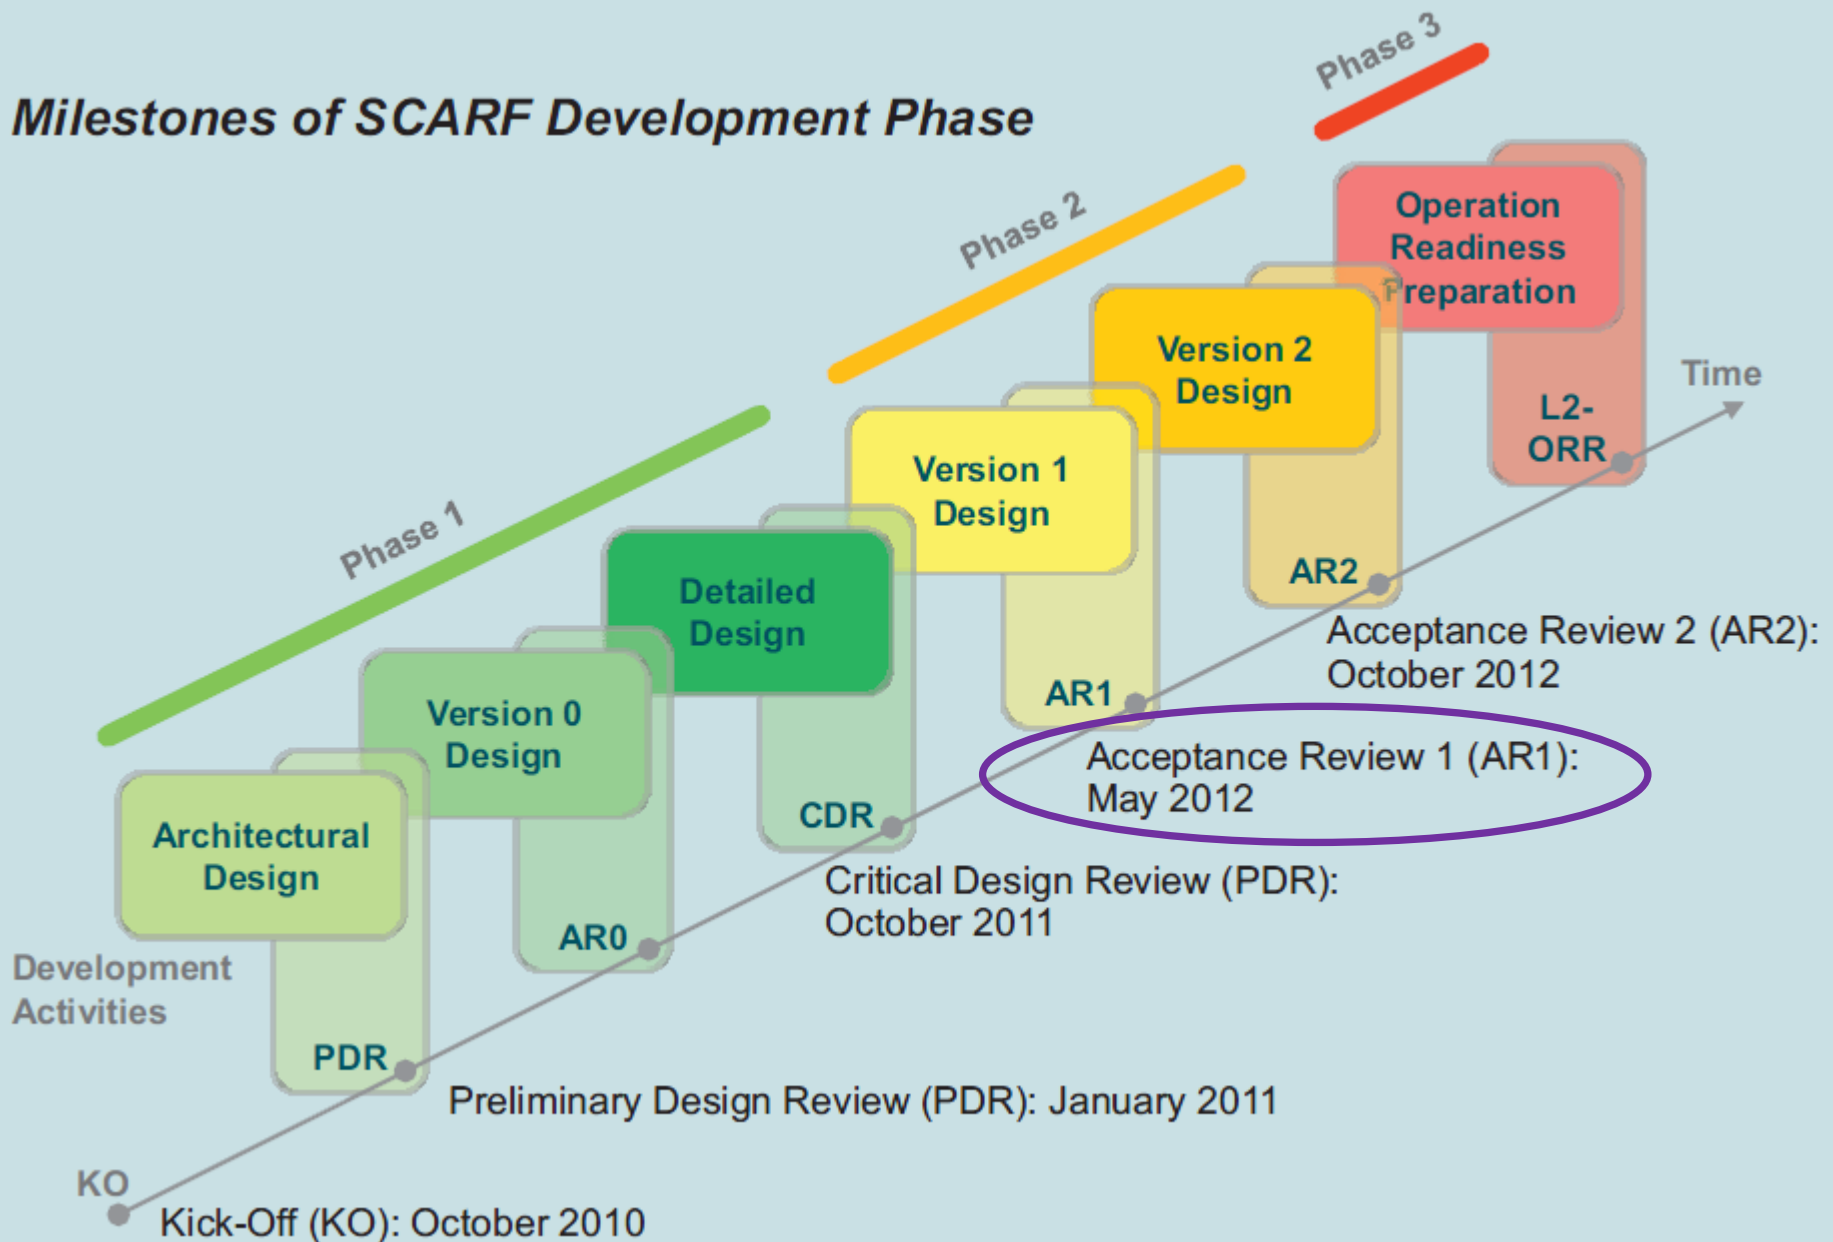 Milestones of SCARF Development Phase
Phase 3
Phase 2
Phase 1
Operation
Readiness
Preparation
L2-
ORR
Time
Version 2
Design
AR2
Acceptance Review 2 (AR2):
October 2012
Version 1
Design
AR1
Acceptance Review 1 (AR1):
May 2012
Detailed
Design
CDR
Critical Design Review (PDR):
October 2011
Version 0
Design
AR0
Architectural
Design
Development
Activities
PDR
Preliminary Design Review (PDR): January 2011
KO
Kick-Off (KO): October 2010